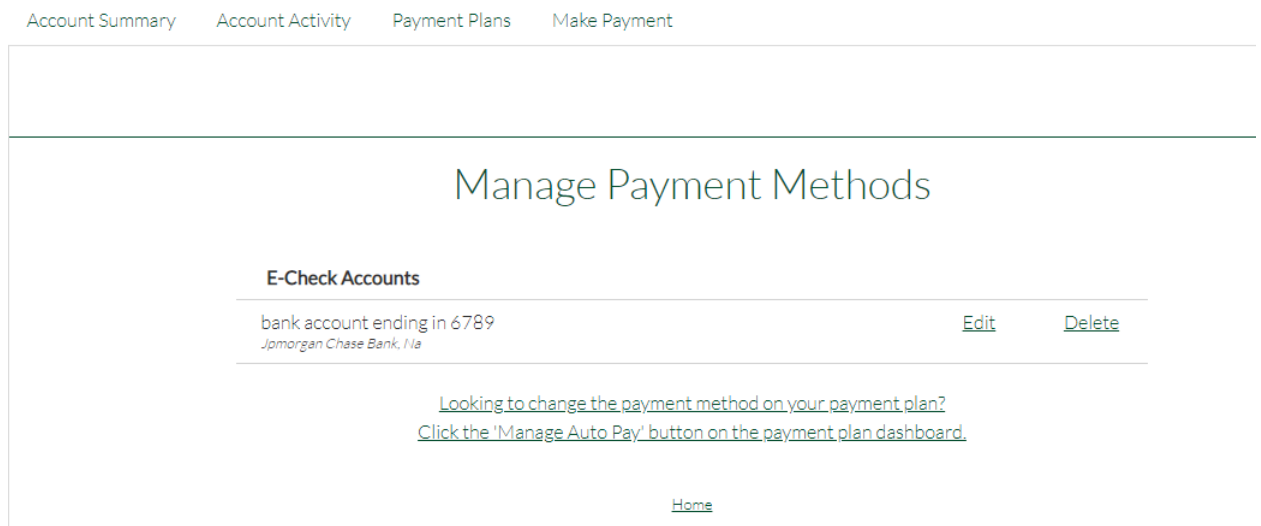 Account Summary Account Activity Payment Plans Make Payment
Manage Payment Methods
E-Check Accounts
bank account ending in 6789 Edit Delete
Jpmorgan Chase Bank, Na
Looking to change the payment method on your payment plan?
Click the 'Manage Auto Pay' button on the payment plan dashboard.
Home